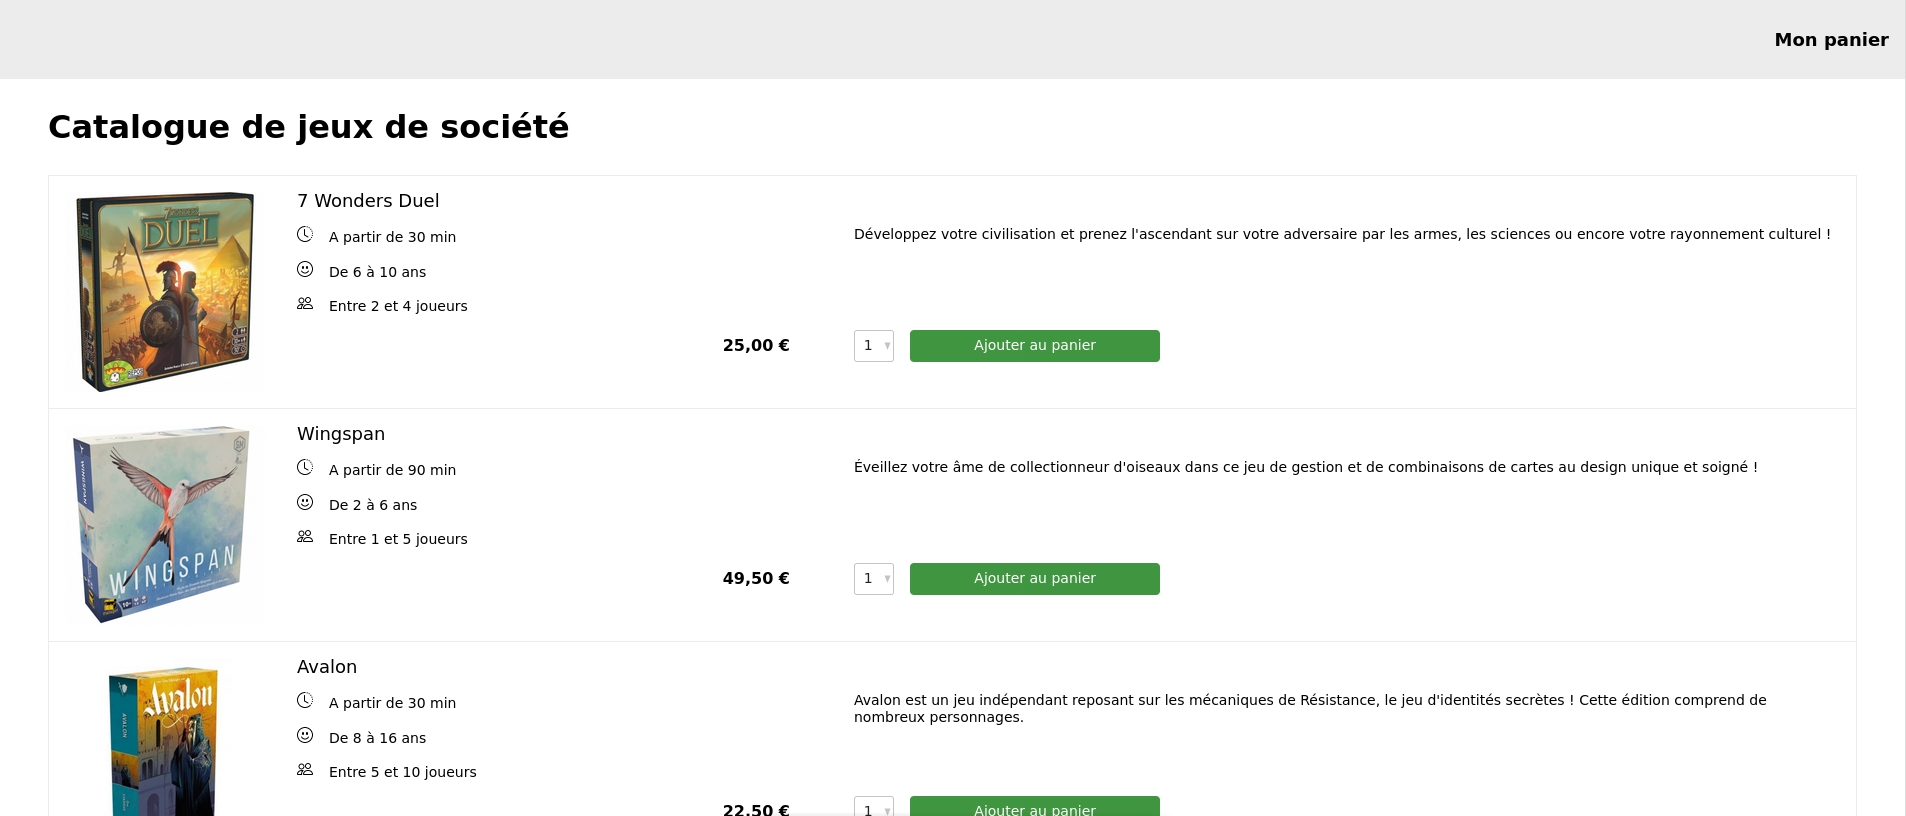 Mon panier
Catalogue de jeux de société
7 WONDERS
DUEL
7 Wonders Duel
A partir de 30 min
De 6 à 10 ans
Entre 2 et 4 joueurs
Développez votre civilisation et prenez l'ascendant sur votre adversaire par les armes, les sciences ou encore votre rayonnement culturel !
25,00 €
1
Ajouter au panier
WINGSPAN
WINGSPAN
Wingspan
A partir de 90 min
De 2 à 6 ans
Entre 1 et 5 joueurs
Éveillez votre âme de collectionneur d'oiseaux dans ce jeu de gestion et de combinaisons de cartes au design unique et soigné !
49,50 €
1
Ajouter au panier
Avalon
AVALON
Avalon
A partir de 30 min
De 8 à 16 ans
Entre 5 et 10 joueurs
Avalon est un jeu indépendant reposant sur les mécaniques de Résistance, le jeu d'identités secrètes ! Cette édition comprend de
nombreux personnages.
22,50 €
1
Ajouter au panier